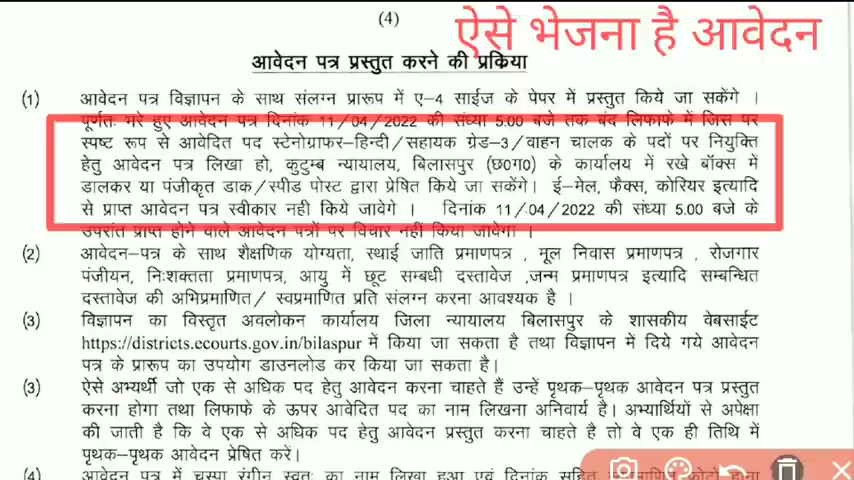 (4)
ऐसे भेजना है आवेदन
आवेदन पत्र प्रस्तुत करने की प्रक्रिया
(1) आवेदन पत्र विज्ञापन के साथ संलग्न प्रारूप में ए-4 साईज के पेपर में प्रस्तुत किये जा सकेंगे ।
पूर्णतः भरे हुए आवेदन पत्र दिनांक 11/04/2022 की संध्या 5.00 बजे तक बंद लिफाफे में जिस पर
स्पष्ट रूप से आवेदित पद स्टेनोग्राफर-हिन्दी/सहायक ग्रेड-3/वाहन चालक के पदों पर नियुक्ति
हेतु आवेदन पत्र लिखा हो, कुटुम्ब न्यायालय, बिलासपुर (छ0ग0) के कार्यालय में रखे बॉक्स में
डालकर या पंजीकृत डाक/स्पीड पोस्ट द्वारा प्रेषित किये जा सकेंगे। ई-मेल, फैक्स, कोरियर इत्यादि
से प्राप्त आवेदन पत्र स्वीकार नही किये जावेगे । दिनांक 11/04/2022 की संध्या 5.00 बजे के
उपरांत प्राप्त होने वाले आवेदन पत्रों पर विचार नहीं किया जावेगा ।
(2) आवेदन-पत्र के साथ शैक्षणिक योग्यता, स्थाई जाति प्रमाणपत्र , मूल निवास प्रमाणपत्र , रोजगार
पंजीयन, निःशक्तता प्रमाणपत्र, आयु में छूट सम्बधी दस्तावेज ,जन्म प्रमाणपत्र इत्यादि सम्बन्धित
दस्तावेज की अभिप्रमाणित/ स्वप्रमाणित प्रति संलग्न करना आवश्यक है ।
(3) विज्ञापन का विस्तृत अवलोकन कार्यालय जिला न्यायालय बिलासपुर के शासकीय वेबसाईट
https://districts.ecourts.gov.in/bilaspur में किया जा सकता है तथा विज्ञापन में दिये गये आवेदन
पत्र के प्रारूप का उपयोग डाउनलोड कर किया जा सकता है।
(3) ऐसे अभ्यर्थी जो एक से अधिक पद हेतु आवेदन करना चाहते हैं उन्हें पृथक-पृथक आवेदन पत्र प्रस्तुत
करना होगा तथा लिफाफे के ऊपर आवेदित पद का नाम लिखना अनिवार्य है। अभ्यार्थियों से अपेक्षा
की जाती है कि वे एक से अधिक पद हेतु आवेदन प्रस्तुत करना चाहते है तो वे एक ही तिथि में
पृथक-पृथक आवेदन प्रेषित करें।
(4) आवेदन पत्र में चस्पा रंगीन स्वतः का नाम लिखा हुआ एवं दिनांक सहित